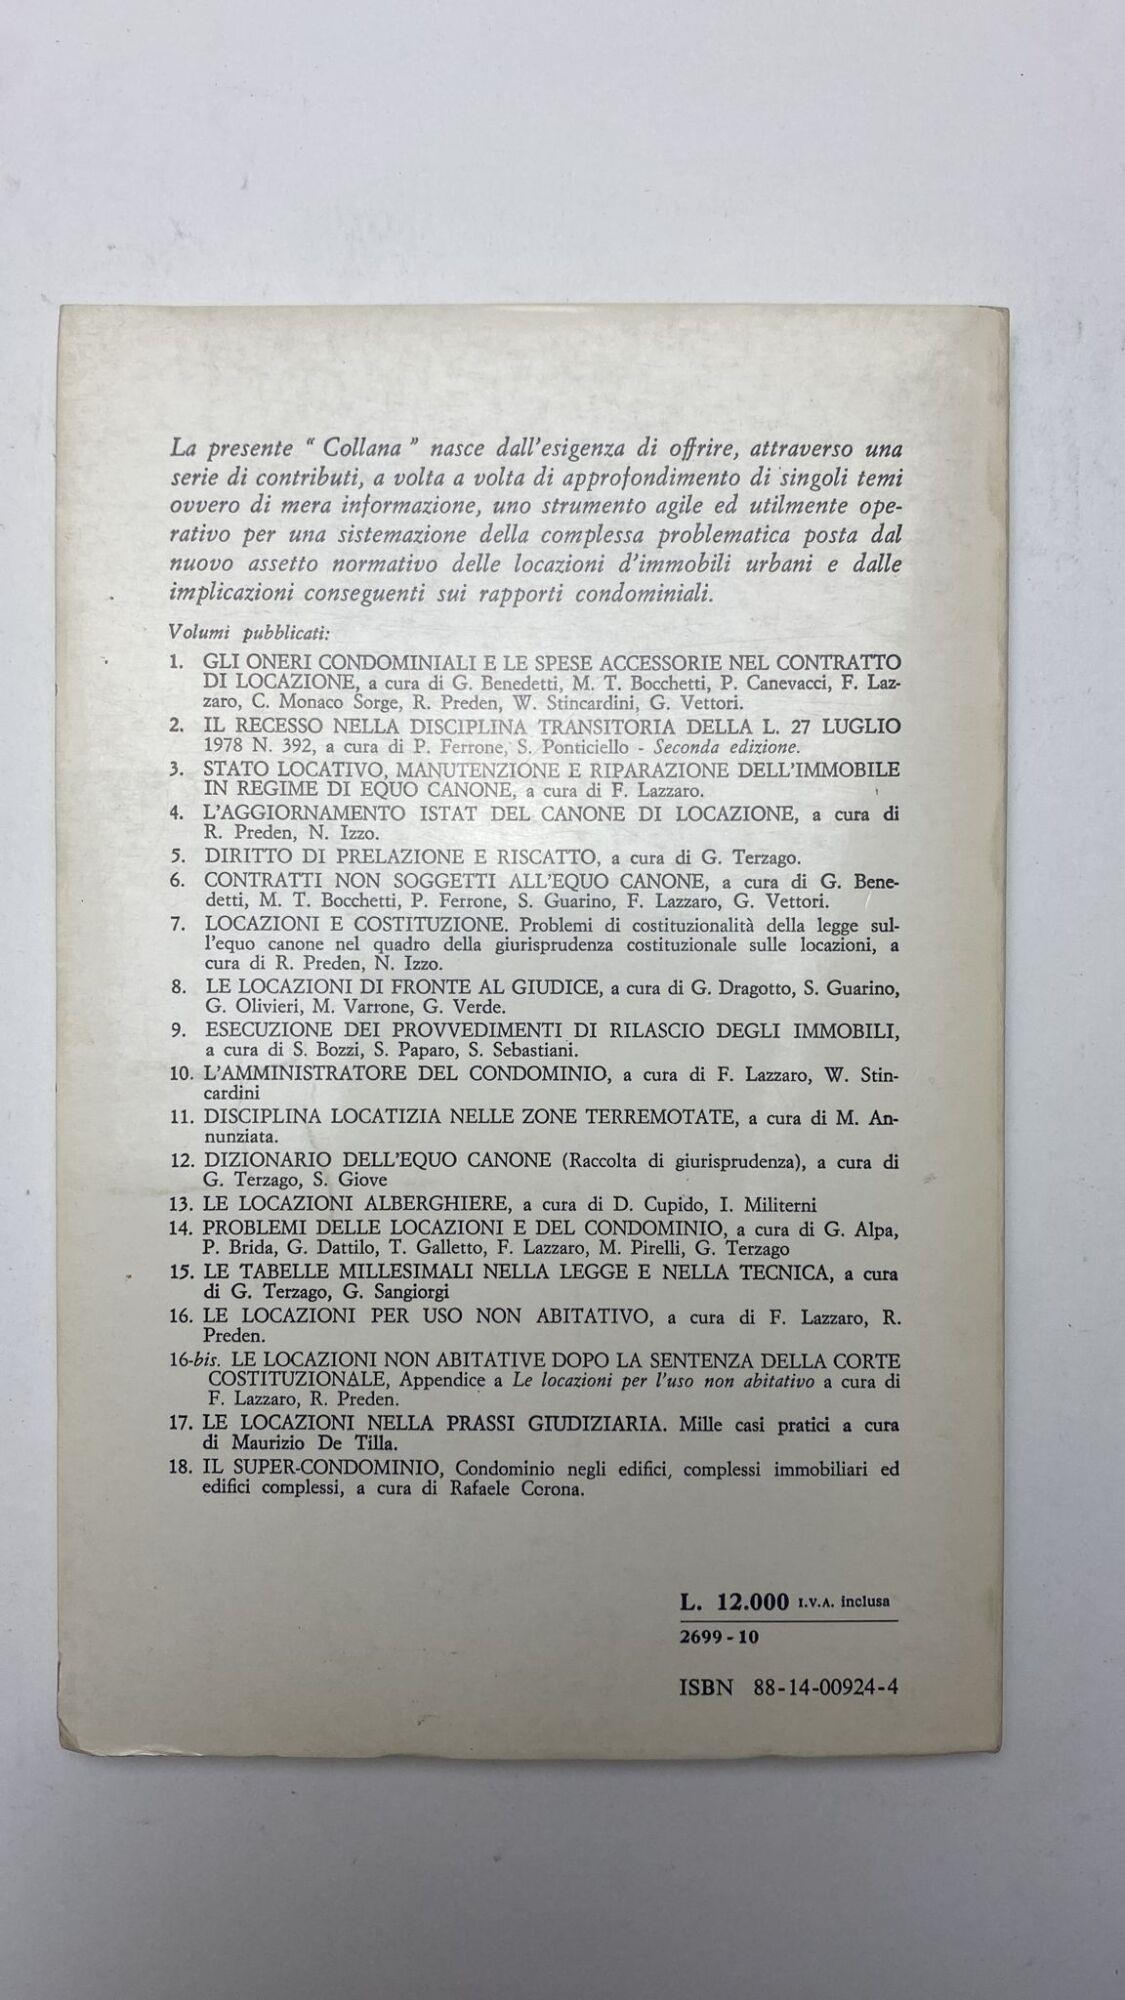 La presente “ Collana ” nasce dall'esigenza di offrire, attraverso una
serie di contributi, a volta a volta di approfondimento di singoli temi
ovvero di mera informazione, uno strumento agile ed utilmente ope-
rativo per una sistemazione della complessa problematica posta dal
nuovo assetto normativo delle locazioni d'immobili urbani e dalle
implicazioni conseguenti sui rapporti condominiali.
Volumi pubblicati:
1. GLI ONERI CONDOMINIALI E LE SPESE ACCESSORIE NEL CONTRATTO
DI LOCAZIONE, a cura di G. Benedetti, M. T. Bocchetti, P. Canevacci, F. Laz-
zaro, C. Monaco Sorge, R. Preden, W. Stincardini, G. Vettori.
2. IL RECESSO NELLA DISCIPLINA TRANSITORIA DELLA L. 27 LUGLIO
1978 N. 392, a cura di P. Ferrone, S. Ponticiello - Seconda edizione.
3. STATO LOCATIVO, MANUTENZIONE E RIPARAZIONE DELL'IMMOBILE
IN REGIME DI EQUO CANONE, a cura di F. Lazzaro.
4. L'AGGIORNAMENTO ISTAT DEL CANONE DI LOCAZIONE, a cura di
R. Preden, N. Izzo.
5. DIRITTO DI PRELAZIONE E RISCATTO, a cura di G. Terzago.
6. CONTRATTI NON SOGGETTI ALL'EQUO CANONE, a cura di G. Bene-
detti, M. T. Bocchetti, P. Ferrone, S. Guarino, F. Lazzaro, G. Vettori.
7. LOCAZIONI E COSTITUZIONE. Problemi di costituzionalità della legge sul-
l'equo canone nel quadro della giurisprudenza costituzionale sulle locazioni, a
cura di R. Preden, N. Izzo.
8. LE LOCAZIONI DI FRONTE AL GIUDICE, a cura di G. Dragotto, S. Guarino,
G. Olivieri, M. Varrone, G. Verde.
9. ESECUZIONE DEI PROVVEDIMENTI DI RILASCIO DEGLI IMMOBILI,
a cura di S. Bozzi, S. Paparo, S. Sebastiani.
10. L'AMMINISTRATORE DEL CONDOMINIO, a cura di F. Lazzaro, W. Stin-
cardini
11. DISCIPLINA LOCATIZIA NELLE ZONE TERREMOTATE, a cura di M. An-
nunziata.
12. DIZIONARIO DELL'EQUO CANONE (Raccolta di giurisprudenza), a cura di
G. Terzago, S. Giove
13. LE LOCAZIONI ALBERGHIERE, a cura di D. Cupido, I. Militerni
14. PROBLEMI DELLE LOCAZIONI E DEL CONDOMINIO, a cura di G. Alpa,
P. Brida, G. Dattilo, T. Galletto, F. Lazzaro, M. Pirelli, G. Terzago
15. LE TABELLE MILLESIMALI NELLA LEGGE E NELLA TECNICA, a cura
di G. Terzago, G. Sangiorgi
16. LE LOCAZIONI PER USO NON ABITATIVO, a cura di F. Lazzaro, R.
Preden.
16-bis. LE LOCAZIONI NON ABITATIVE DOPO LA SENTENZA DELLA CORTE
COSTITUZIONALE, Appendice a Le locazioni per l'uso non abitativo a cura di
F. Lazzaro, R. Preden.
17. LE LOCAZIONI NELLA PRASSI GIUDIZIARIA. Mille casi pratici a cura
di Maurizio De Tilla.
18. IL SUPER-CONDOMINIO, Condominio negli edifici, complessi immobiliari ed
edifici complessi, a cura di Rafaele Corona.
L. 12.000 I.V.A. inclusa
2699-10
ISBN 88-14-00924-4